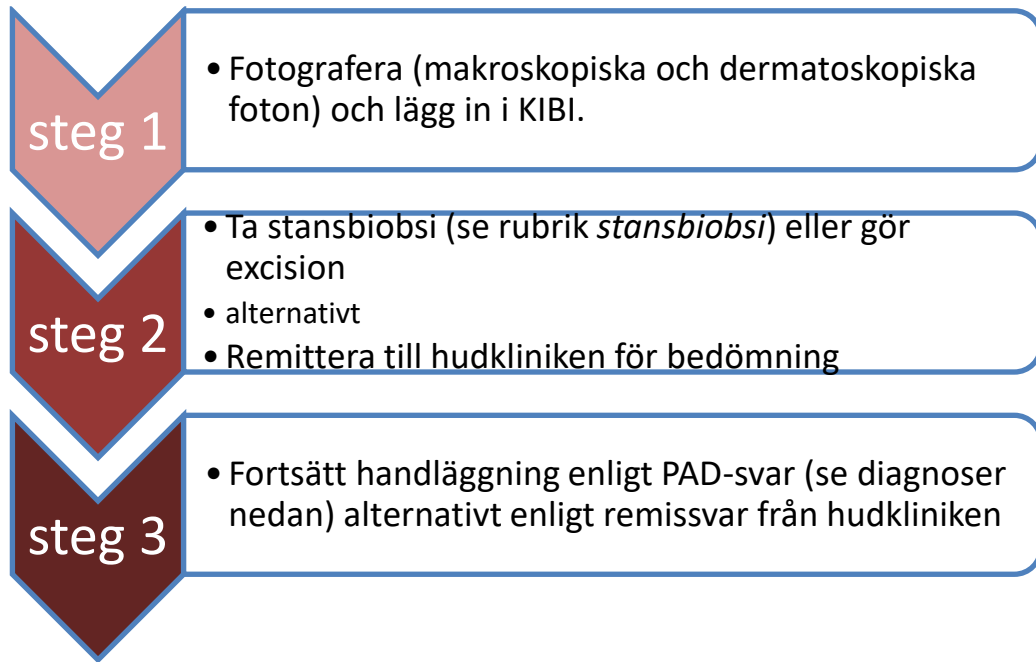 steg 1
• Fotografera (makroskopiska och dermatoskopiska
foton) och lägg in i KIBI.
steg 2
• Ta stansbiobsi (se rubrik stansbiobsi) eller gör
excision
• alternativt
• Remittera till hudkliniken för bedömning
steg 3
• Fortsätt handläggning enligt PAD-svar (se diagnoser
nedan) alternativt enligt remissvar från hudkliniken